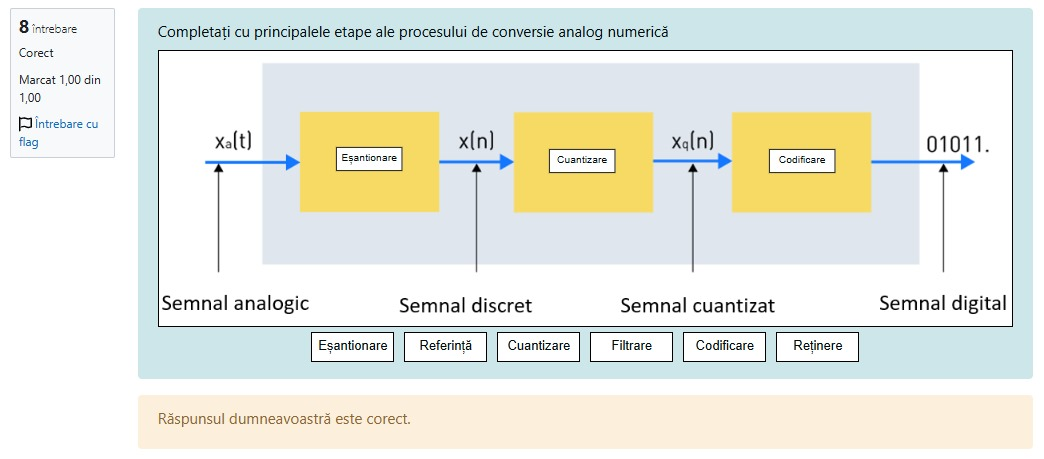 8 întrebare
Corect
Marcat 1,00 din
1,00
Întrebare cu
flag
Completați cu principalele etape ale procesului de conversie analog numerică
xa(t)
x(n)
xq(n)
01011.
Eșantionare
Cuantizare
Codificare
Semnal analogic
Semnal discret
Semnal cuantizat
Semnal digital
Eșantionare
Referință
Cuantizare
Filtrare
Codificare
Reținere
Răspunsul dumneavoastră este corect.